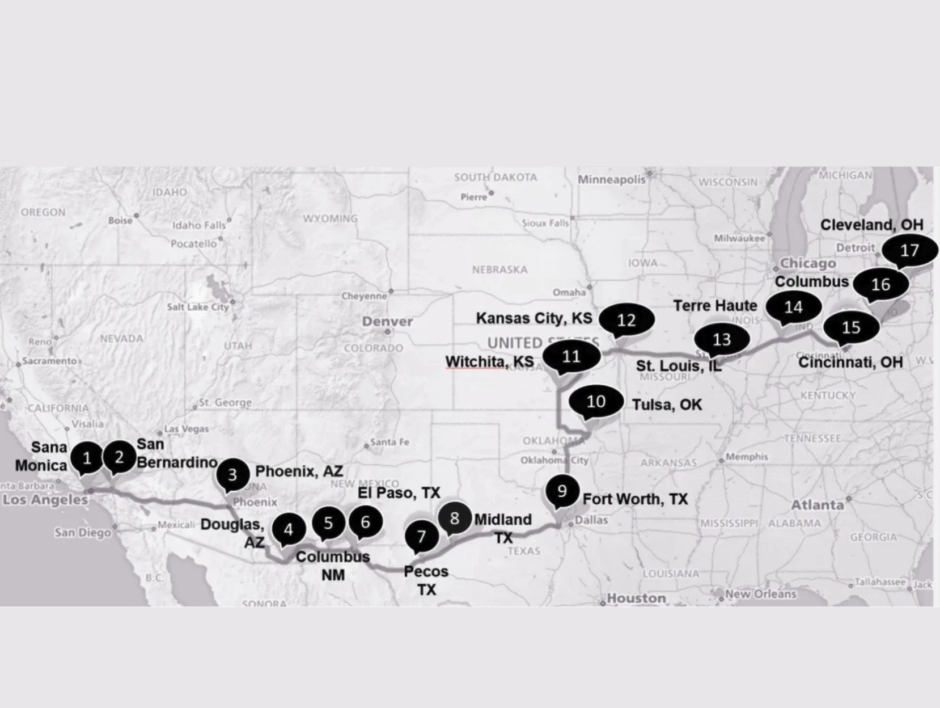 SOUTH DAKOTA
MICHIGAN
Minneapolis
WISCONSIN
IDAHO
Pierre
OREGON
Boise
WYOMING
Sioux Falls
Idaho Falls
Cleveland, OH
Pocatello
Milwaukee
Detroit
17
IOWA
Chicago
NEBRASKA
Columbus
16
Omaha
Cheyenne
Salt Lake City
Terre Haute
14
Kansas City, KS
12
Denver
15
NEVADA
UTAH
COLORADO
UNITED STATES
13
Reno
Witchita, KS
11
Sacramento
St. Louis, IL
Cincinnati
Cincinnati, OH
MISSOURI
KENTUCKY
St. George
10
Tulsa, OK
CALIFORNIA
Visalia
Las Vegas
TENNESSEE
Santa Fe
OKLAHOMA
Sana
Monica
1
2
San
Bernardino
Oklahoma City
ARKANSAS
Memphis
3
Phoenix, AZ
NEW MEXICO
Los Angeles
Phoenix
El Paso, TX
9
Fort Worth, TX
Atlanta
San Diego
Mexicali
Douglas,
AZ
4
5
6
7
8
Midland
TX
Dallas
MISSISSIPPI
ALABAMA
GEORGIA
TEXAS
Columbus
NM
Pecos
TX
B.C.
LOUISIANA
Tallahassee
Jack
SONORA
Houston
New Orleans